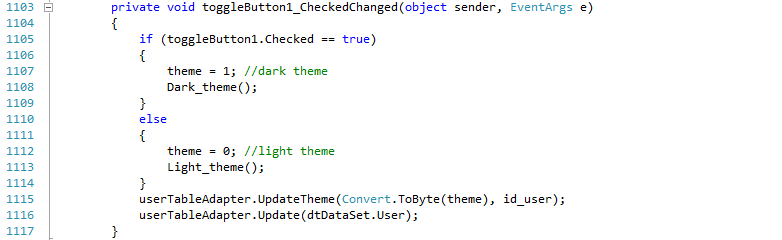 1103 private void toggleButton1_CheckedChanged(object sender, EventArgs e)
1104 {
1105 if (toggleButton1.Checked == true)
1106 {
1107 theme = 1; //dark theme
1108 Dark_theme();
1109 }
1110 else
1111 {
1112 theme = 0; //light theme
1113 Light_theme();
1114 }
1115 userTableAdapter.UpdateTheme(Convert.ToByte(theme), id_user);
1116 userTableAdapter.Update(dtDataSet.User);
1117 }